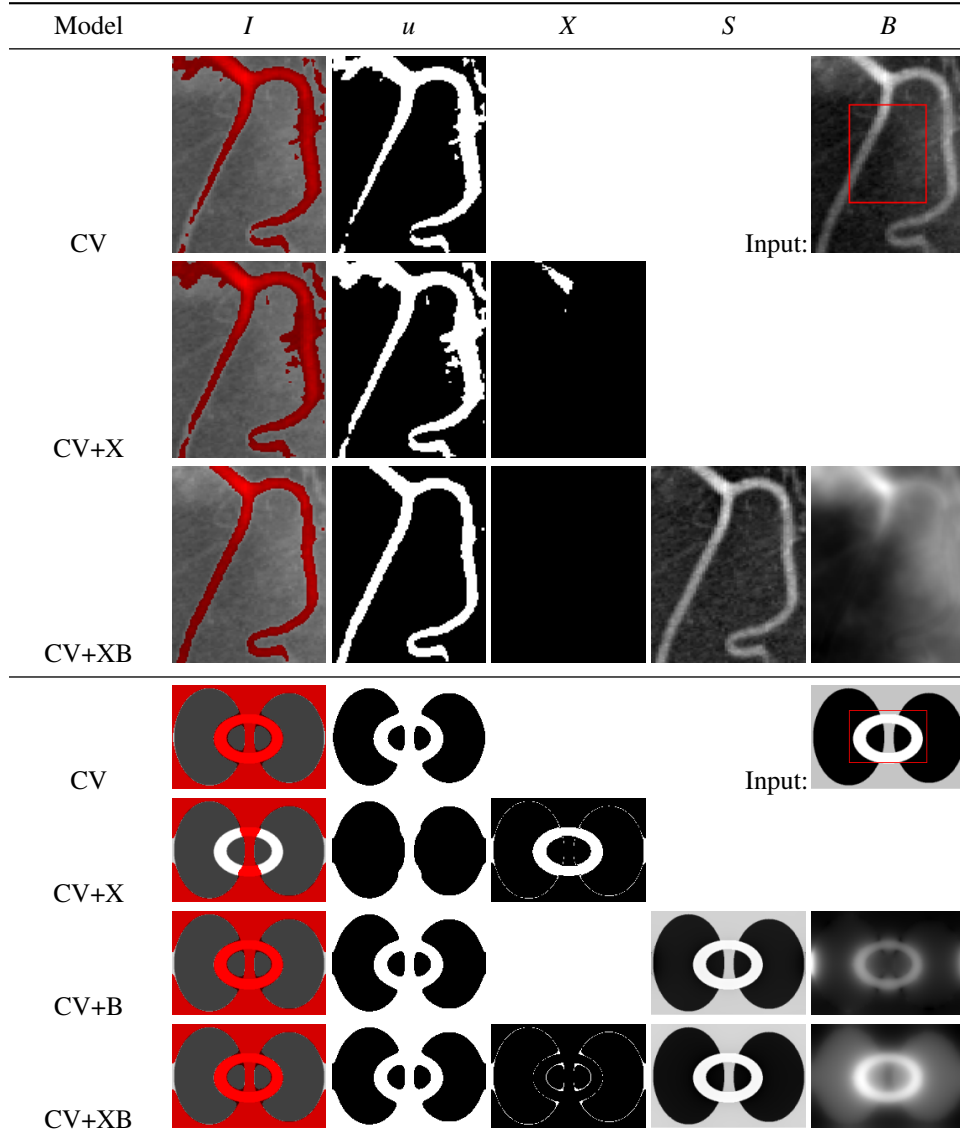 Model I u X S B
CV Input:
CV+X
CV+XB
CV Input:
CV+X
CV+B
CV+XB